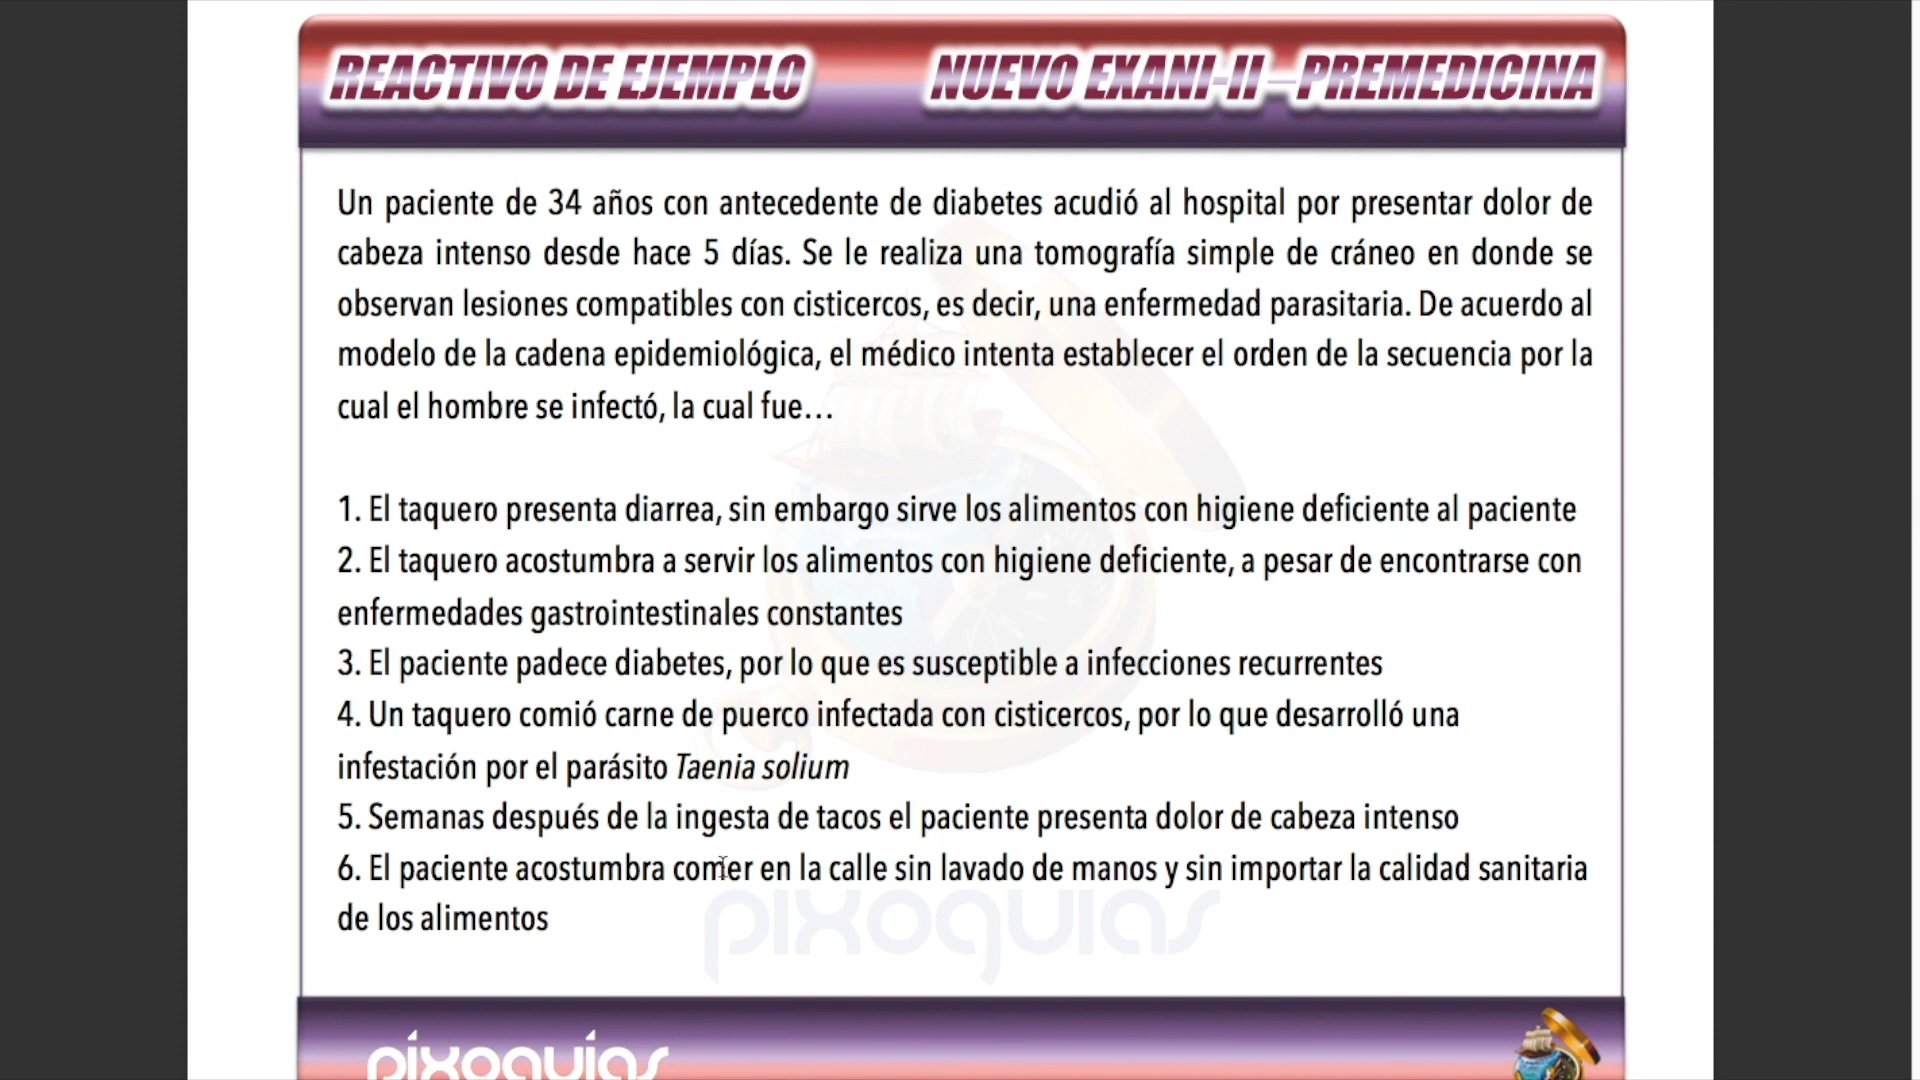 REACTIVO DE EJEMPLO NUEVO EXANI-II – PREMEDICINA
Un paciente de 34 años con antecedente de diabetes acudió al hospital por presentar dolor de
cabeza intenso desde hace 5 días. Se le realiza una tomografía simple de cráneo en donde se
observan lesiones compatibles con cisticercos, es decir, una enfermedad parasitaria. De acuerdo al
modelo de la cadena epidemiológica, el médico intenta establecer el orden de la secuencia por la
cual el hombre se infectó, la cual fue…
1. El taquero presenta diarrea, sin embargo sirve los alimentos con higiene deficiente al paciente
2. El taquero acostumbra a servir los alimentos con higiene deficiente, a pesar de encontrarse con
enfermedades gastrointestinales constantes
3. El paciente padece diabetes, por lo que es susceptible a infecciones recurrentes
4. Un taquero comió carne de puerco infectada con cisticercos, por lo que desarrolló una
infestación por el parásito Taenia solium
5. Semanas después de la ingesta de tacos el paciente presenta dolor de cabeza intenso
6. El paciente acostumbra comer en la calle sin lavado de manos y sin importar la calidad sanitaria
de los alimentos
pixoguias
pixoguias